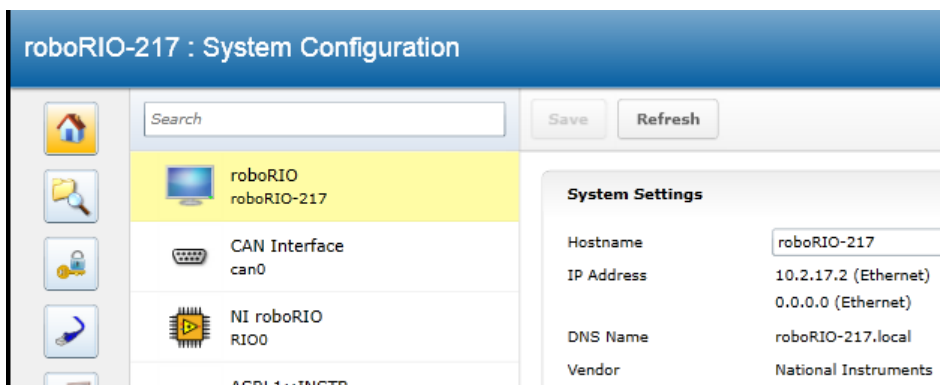 roboRIO-217 : System Configuration
Search
Save
Refresh
roboRIO
roboRIO-217
CAN Interface
can0
NI roboRIO
RIO0
System Settings
Hostname
roboRIO-217
IP Address
10.2.17.2 (Ethernet)
0.0.0.0 (Ethernet)
DNS Name
roboRIO-217.local
Vendor
National Instruments